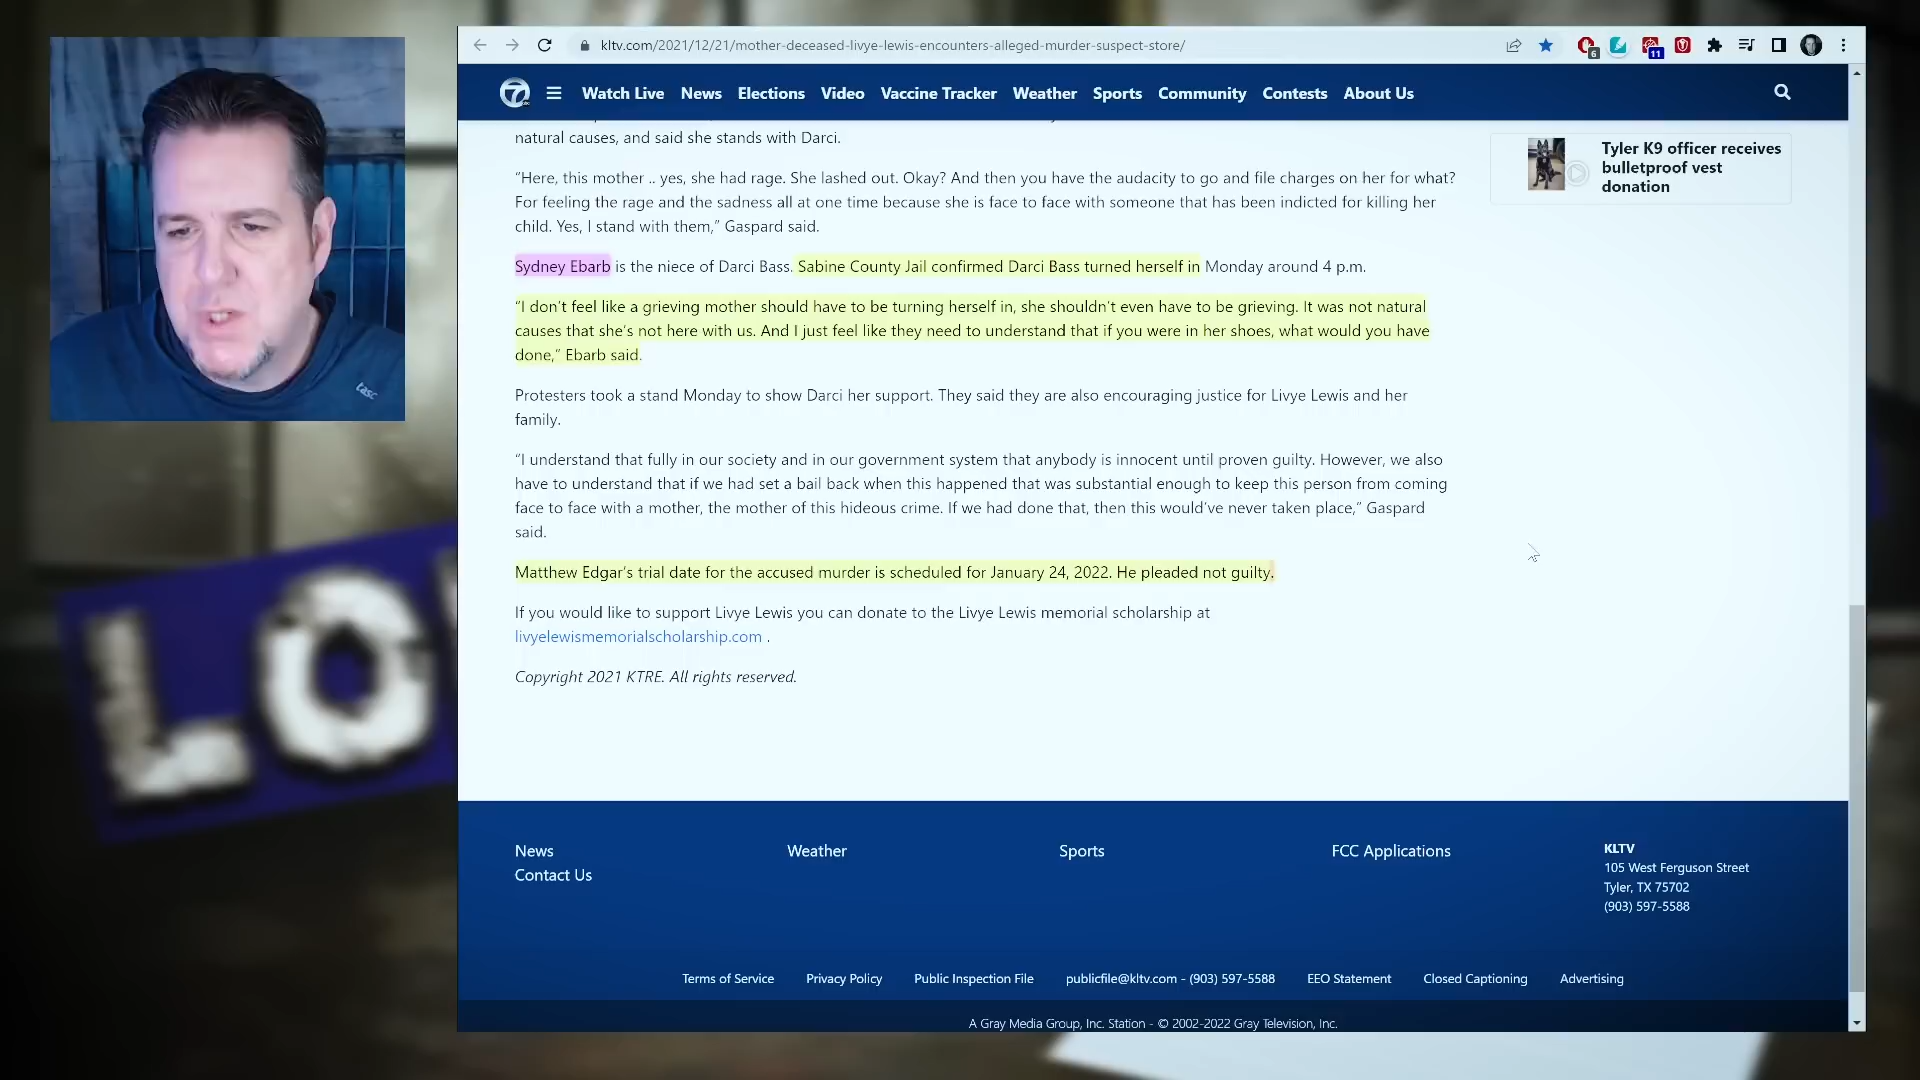 kltv.com/2021/12/21/mother-deceased-livye-lewis-encounters-alleged-murder-suspect-store/
6
11
7
Watch Live News Elections Video Vaccine Tracker Weather Sports Community Contests About Us
natural causes, and said she stands with Darci.
“Here, this mother .. yes, she had rage. She lashed out. Okay? And then you have the audacity to go and file charges on her for what?
For feeling the rage and the sadness all at one time because she is face to face with someone that has been indicted for killing her
child. Yes, I stand with them,” Gaspard said.
Sydney Ebarb is the niece of Darci Bass. Sabine County Jail confirmed Darci Bass turned herself in Monday around 4 p.m.
“I don’t feel like a grieving mother should have to be turning herself in, she shouldn’t even have to be grieving. It was not natural
causes that she’s not here with us. And I just feel like they need to understand that if you were in her shoes, what would you have
done,” Ebarb said.
Protesters took a stand Monday to show Darci her support. They said they are also encouraging justice for Livye Lewis and her
family.
“I understand that fully in our society and in our government system that anybody is innocent until proven guilty. However, we also
have to understand that if we had set a bail back when this happened that was substantial enough to keep this person from coming
face to face with a mother, the mother of this hideous crime. If we had done that, then this would’ve never taken place,” Gaspard
said.
Matthew Edgar’s trial date for the accused murder is scheduled for January 24, 2022. He pleaded not guilty.
If you would like to support Livye Lewis you can donate to the Livye Lewis memorial scholarship at
livyelewismemorialscholarship.com .
Copyright 2021 KTRE. All rights reserved.
Tyler K9 officer receives
bulletproof vest
donation
tasc
LO
News
Contact Us
Weather
Sports
FCC Applications
KLTV
105 West Ferguson Street
Tyler, TX 75702
(903) 597-5588
Terms of Service Privacy Policy Public Inspection File publicfile@kltv.com - (903) 597-5588 EEO Statement Closed Captioning Advertising
A Gray Media Group, Inc. Station - © 2002-2022 Gray Television, Inc.